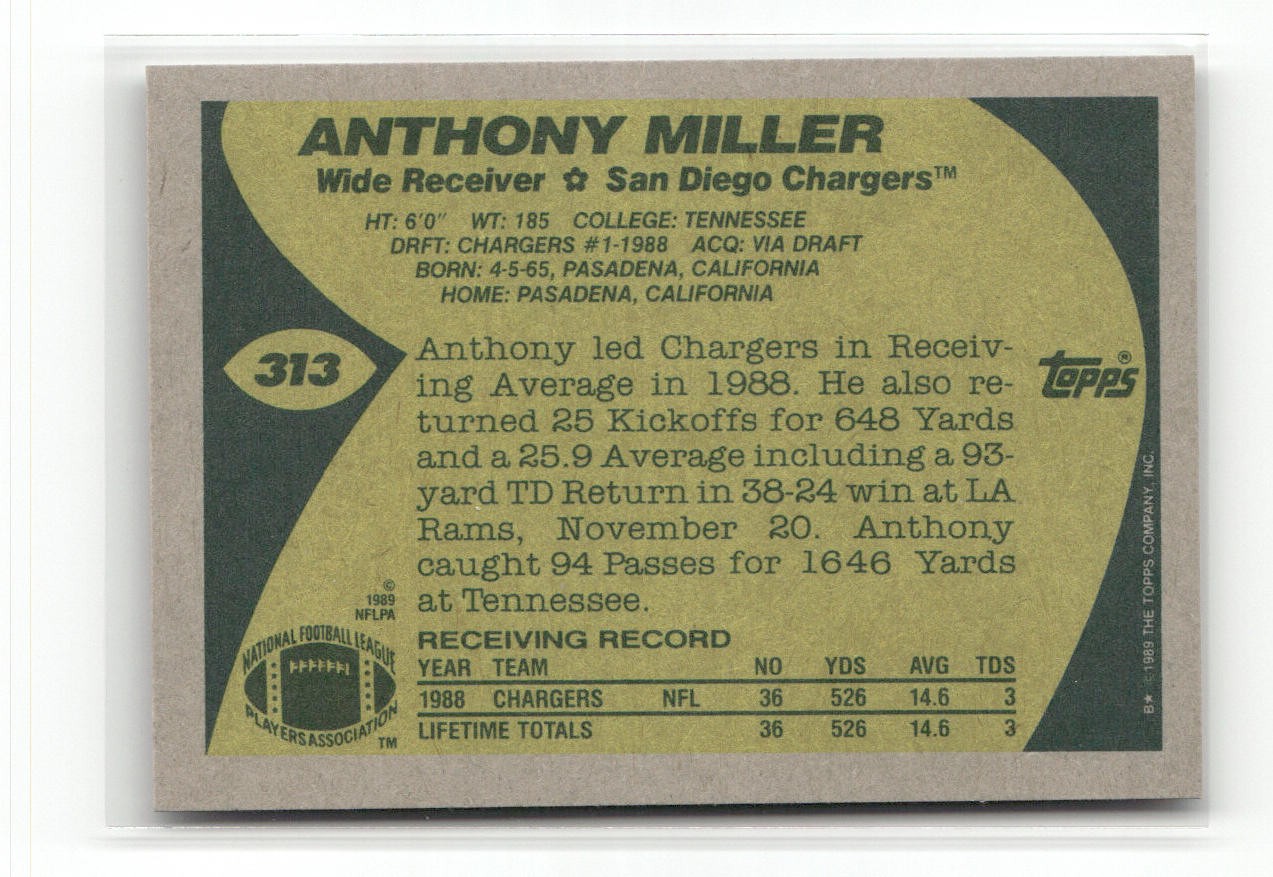 ANTHONY MILLER
Wide Receiver ✿ San Diego Chargers™
HT: 6'0" WT: 185 COLLEGE: TENNESSEE
DRFT: CHARGERS #1-1988 ACQ: VIA DRAFT
BORN: 4-5-65, PASADENA, CALIFORNIA
HOME: PASADENA, CALIFORNIA
313
Anthony led Chargers in Receiv-
ing Average in 1988. He also re-
turned 25 Kickoffs for 648 Yards
and a 25.9 Average including a 93-
yard TD Return in 38-24 win at LA
Rams, November 20. Anthony
caught 94 Passes for 1646 Yards
at Tennessee.
topps®
©
1989
NFLPA
NATIONAL FOOTBALL LEAGUE
PLAYERS ASSOCIATION
TM
RECEIVING RECORD
YEAR TEAM NO YDS AVG TDS
1988 CHARGERS NFL 36 526 14.6 3
LIFETIME TOTALS 36 526 14.6 3
B★ ©1989 THE TOPPS COMPANY, INC.